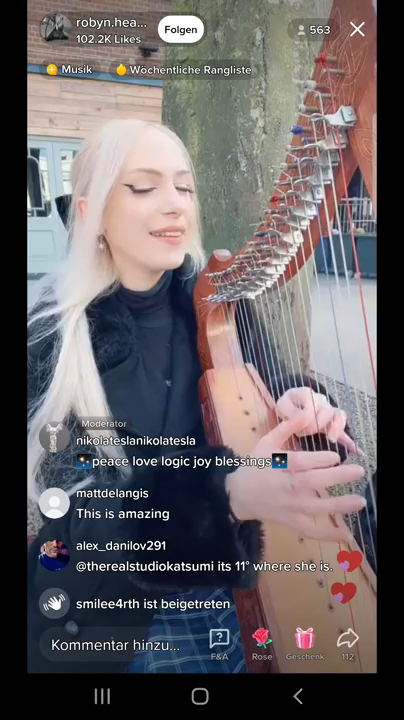 robyn.hea...
102.2K Likes
Folgen
563
Musik
Wöchentliche Rangliste
Moderator
nikolateslanikolatesla
peace love logic joy blessings
mattdelangis
This is amazing
alex_danilov291
@therealstudiokatsumi its 11° where she is.
smilee4rth ist beigetreten
Kommentar hinzu...
F&A
Rose
Geschenk
112